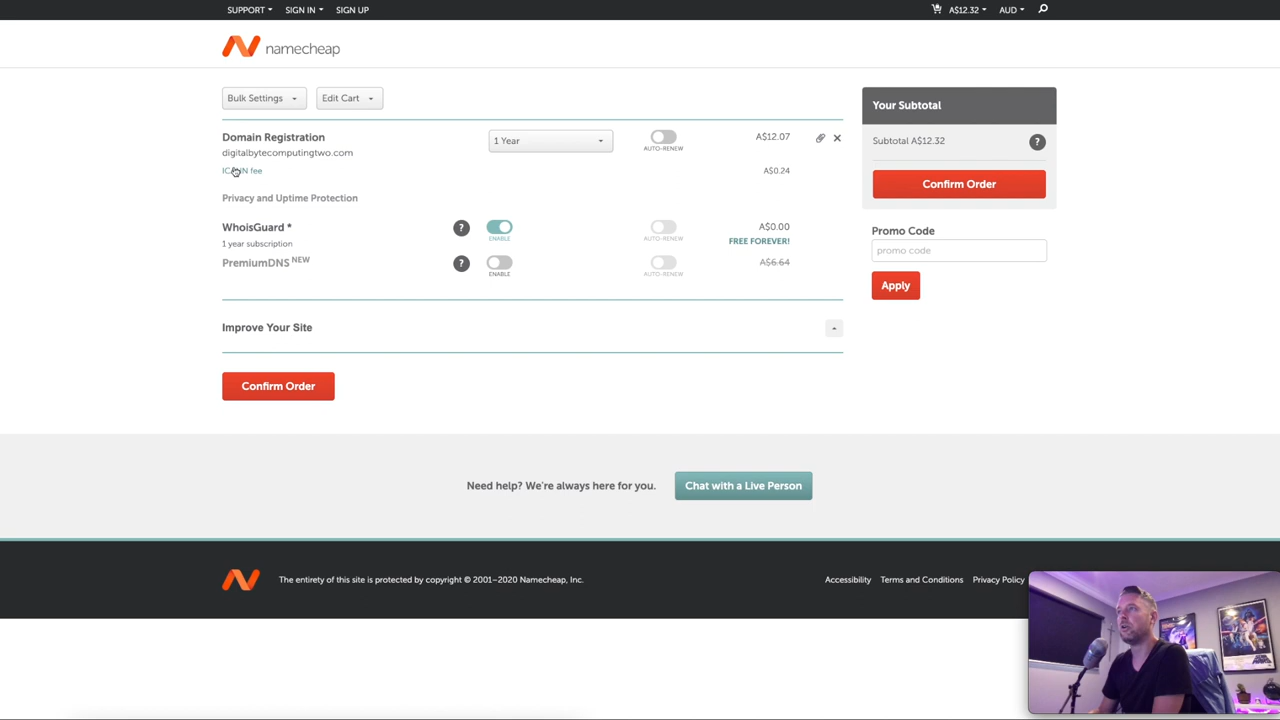 SUPPORT SIGN IN SIGN UP A$12.32 AUD
namecheap
Bulk Settings Edit Cart
Your Subtotal
Domain Registration 1 Year A$12.07
digitalbytecomputingtwo.com AUTO-RENEW
Subtotal A$12.32 ?
fee A$0.24
Confirm Order
Privacy and Uptime Protection
WhoisGuard * ? ENABLE AUTO-RENEW A$0.00
1 year subscription FREE FOREVER!
PremiumDNS NEW ? ENABLE AUTO-RENEW A$6.64
Promo Code
promo code
Apply
Improve Your Site
Confirm Order
Need help? We're always here for you. Chat with a Live Person
The entirety of this site is protected by copyright © 2001–2020 Namecheap, Inc. Accessibility Terms and Conditions Privacy Policy